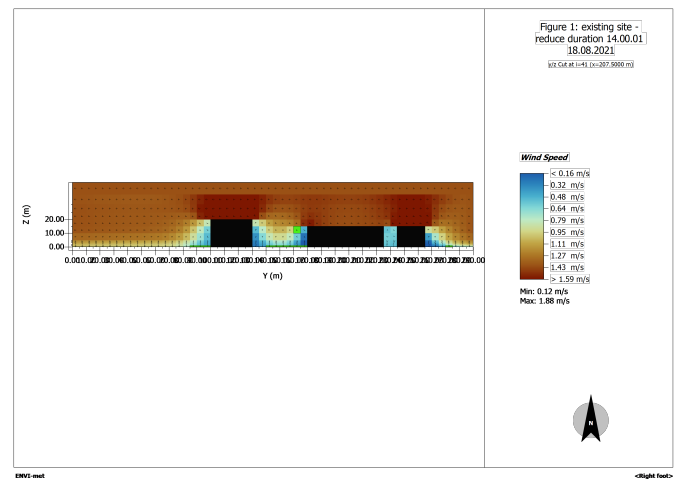 Figure 1: existing site -
reduce duration 14.00.01
18.08.2021
y/z Cut at i=41 (x=207.5000 m)
Wind Speed
< 0.16 m/s
0.32 m/s
0.48 m/s
0.64 m/s
0.79 m/s
0.95 m/s
1.11 m/s
1.27 m/s
1.43 m/s
> 1.59 m/s
Min: 0.12 m/s
Max: 1.88 m/s
Z (m)
20.00
10.00
0.00
Y (m)
N
ENVI-met
<Right foot>